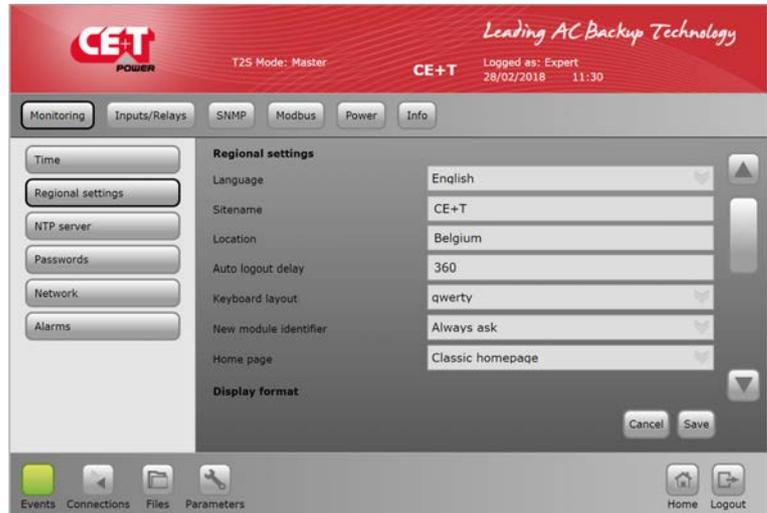 CE+T
POWER
Leading AC Backup Technology
T2S Mode: Master
CE+T
Logged as: Expert
28/02/2018 11:30
Monitoring
Inputs/Relays
SNMP
Modbus
Power
Info
Time
Regional settings
NTP server
Passwords
Network
Alarms
Regional settings
Language English
Sitename CE+T
Location Belgium
Auto logout delay 360
Keyboard layout qwerty
New module identifier Always ask
Home page Classic homepage
Display format
Cancel Save
Events Connections Files Parameters Home Logout